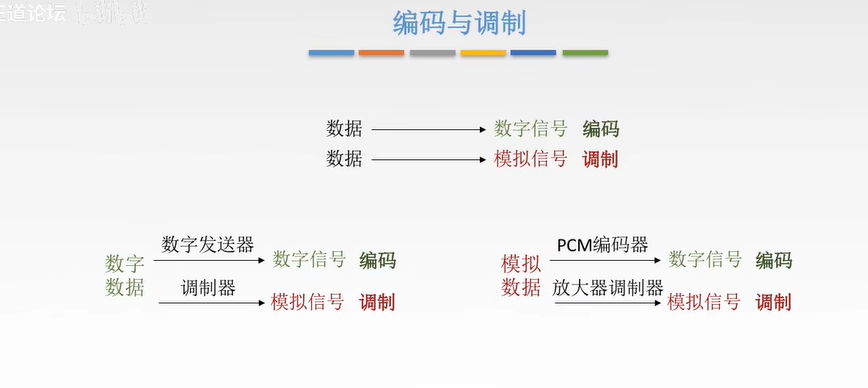 王道论坛
编码与调制
数据 数字信号 编码
数据 模拟信号 调制
数字发送器
数字数据
数字信号 编码
调制器
模拟信号 调制
PCM编码器
模拟数据
数字信号 编码
放大器调制器
模拟信号 调制